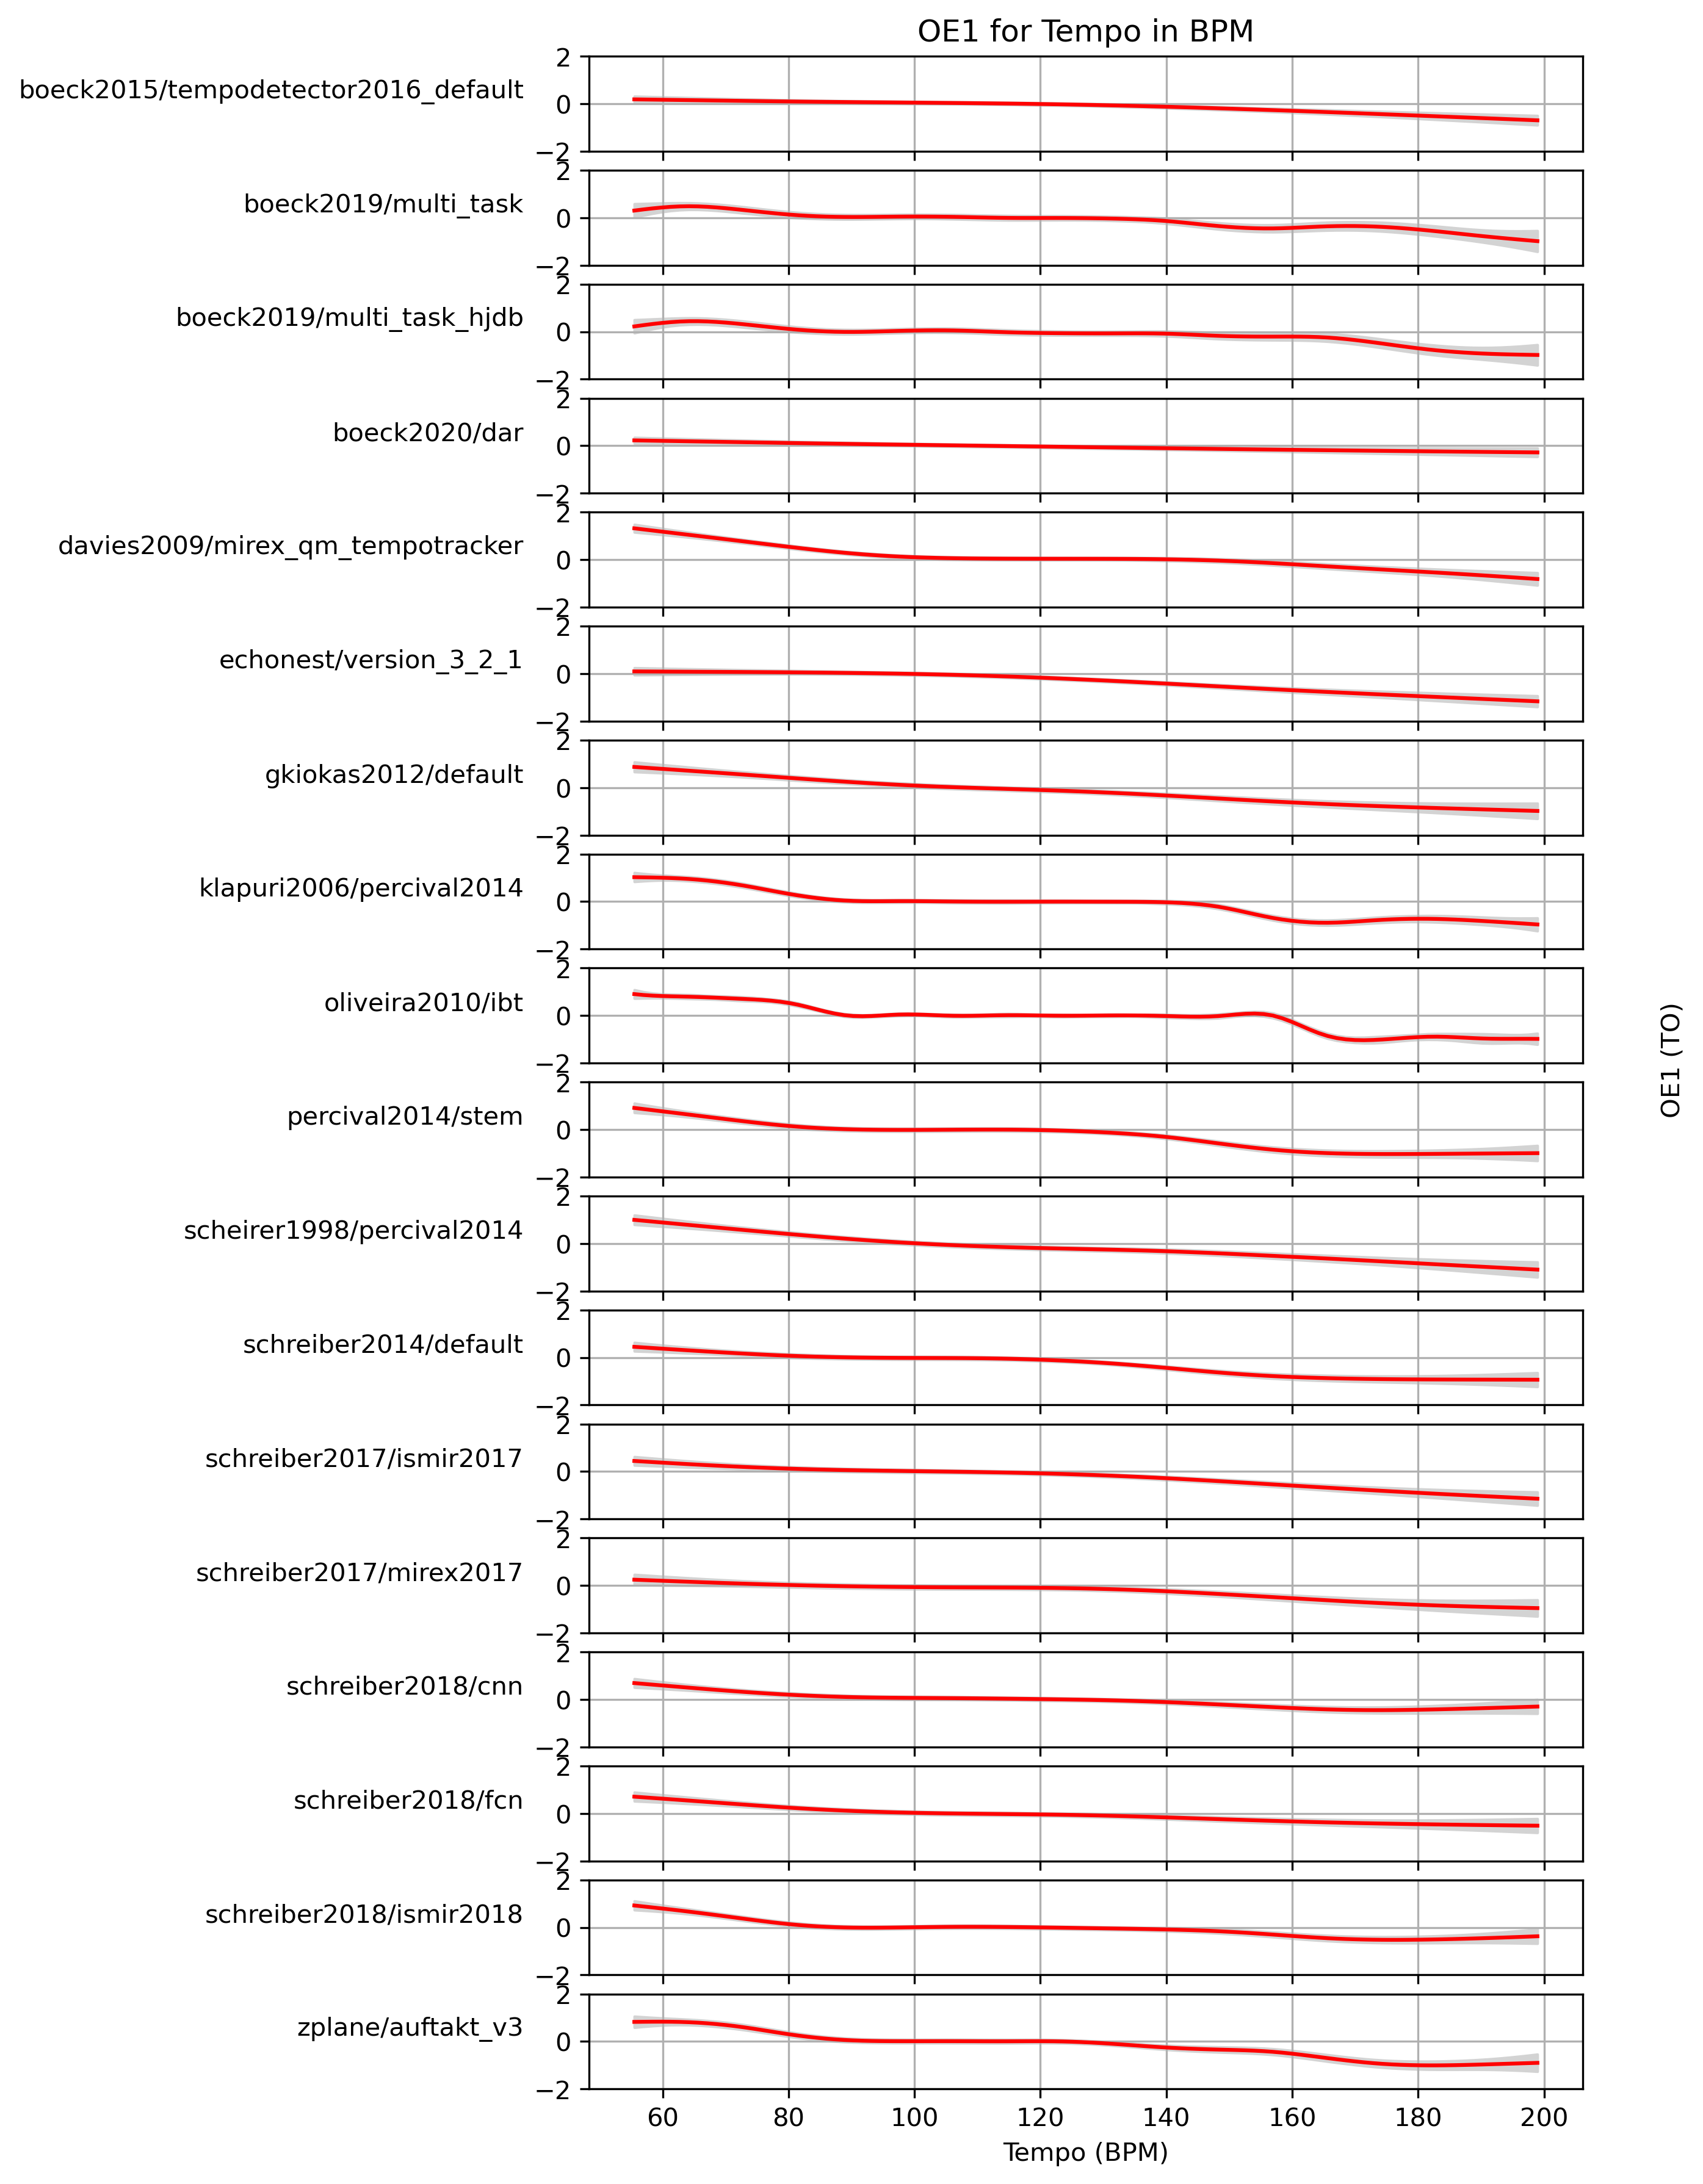 OE1 for Tempo in BPM
boeck2015/tempodetector2016_default
2
0
−2
boeck2019/multi_task
2
0
−2
boeck2019/multi_task_hjdb
2
0
−2
boeck2020/dar
2
0
−2
davies2009/mirex_qm_tempotracker
2
0
−2
echonest/version_3_2_1
2
0
−2
gkiokas2012/default
2
0
−2
klapuri2006/percival2014
2
0
−2
oliveira2010/ibt
2
0
−2
percival2014/stem
2
0
−2
scheirer1998/percival2014
2
0
−2
schreiber2014/default
2
0
−2
schreiber2017/ismir2017
2
0
−2
schreiber2017/mirex2017
2
0
−2
schreiber2018/cnn
2
0
−2
schreiber2018/fcn
2
0
−2
schreiber2018/ismir2018
2
0
−2
zplane/auftakt_v3
2
0
−2
60 80 100 120 140 160 180 200
Tempo (BPM)
OE1 (TO)